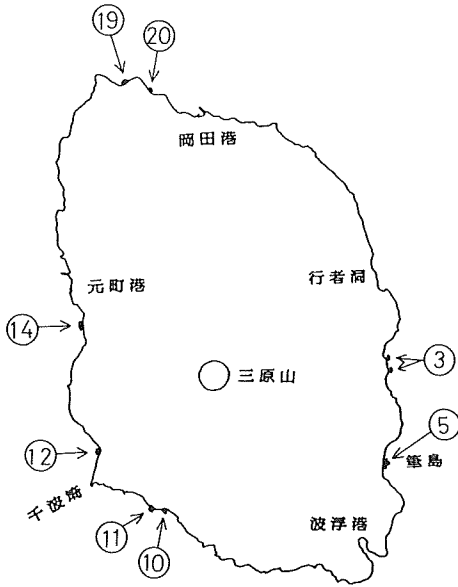 ⑲ ⑳
岡田港
行者洞
元町港
⑭
③
三原山
⑤
⑫
筆島
千波崎
波浮港
⑪ ⑩